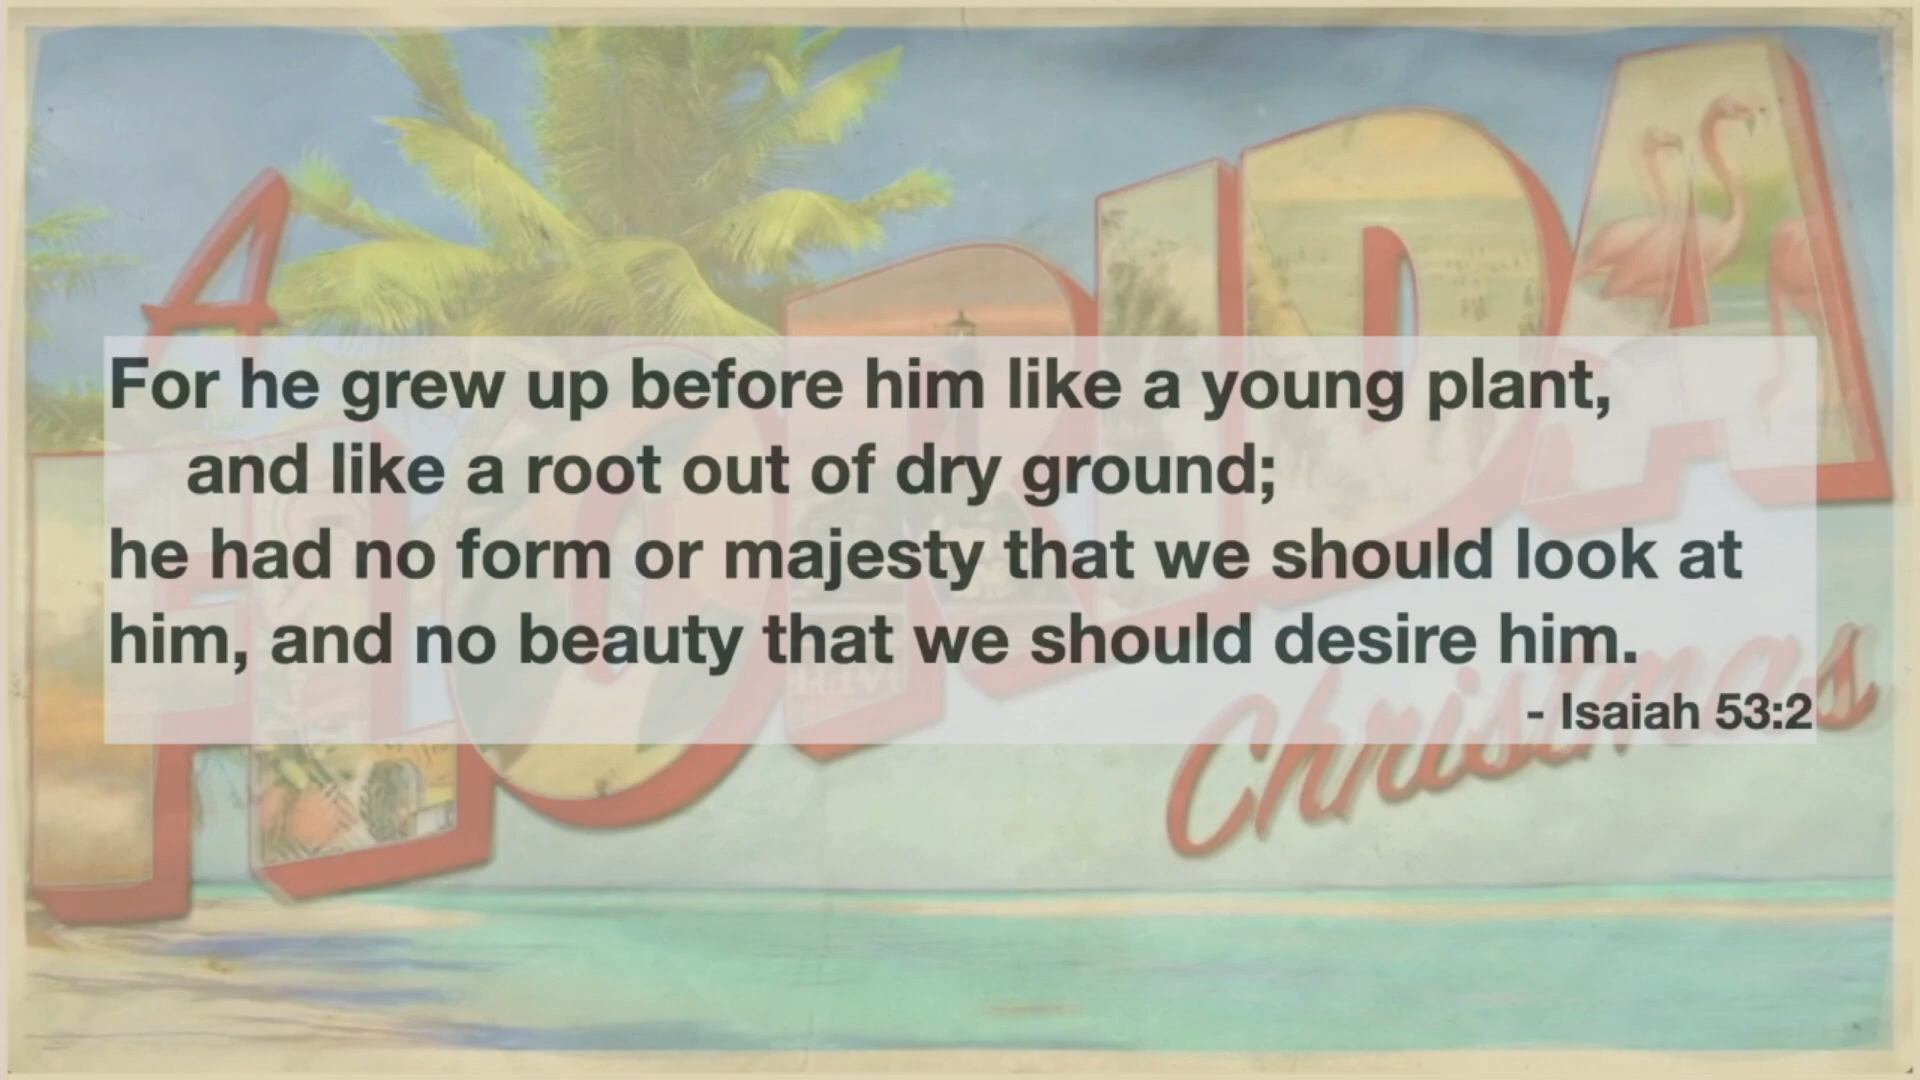 A
FLORIDA
Christmas
For he grew up before him like a young plant,
and like a root out of dry ground;
he had no form or majesty that we should look at
him, and no beauty that we should desire him.
- Isaiah 53:2